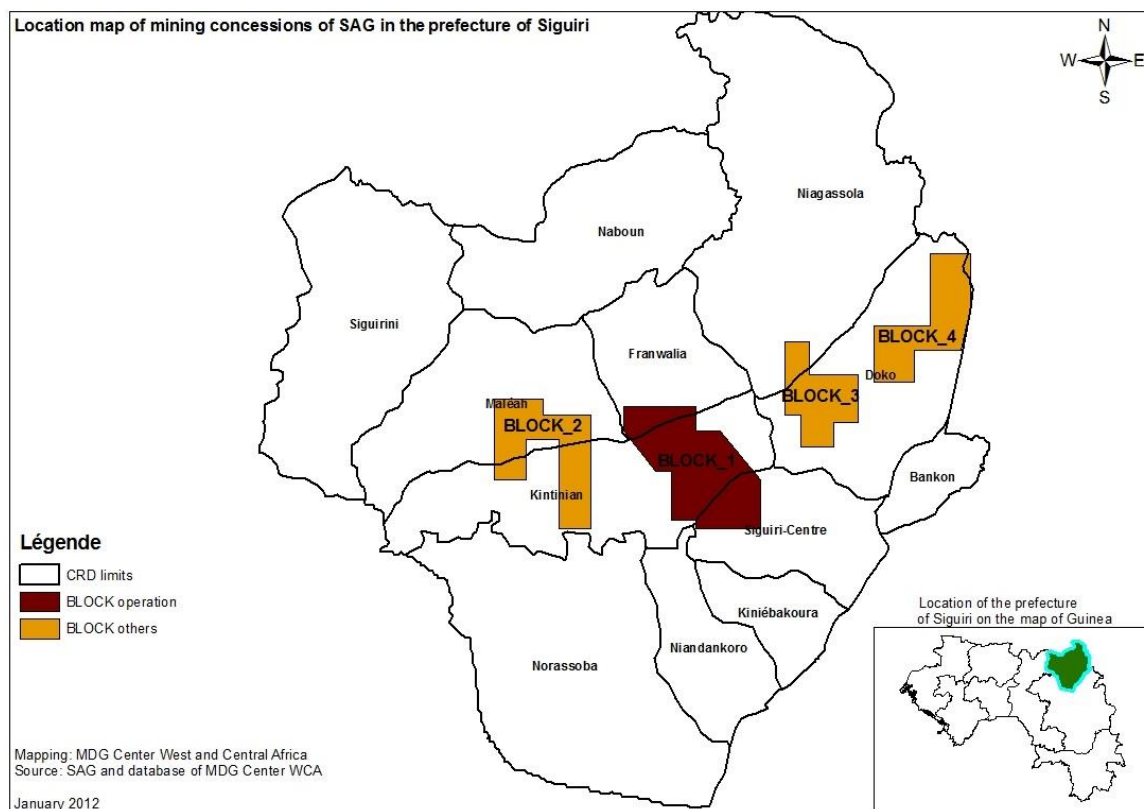 Location map of mining concessions of SAG in the prefecture of Siguiri
N
W E
S
Niagassola
Naboun
Siguirini
Franwalia
BLOCK_4
Doko
BLOCK_3
Maléah
BLOCK_2
BLOCK_1
Bankon
Kintinian
Siguiri-Centre
Légende
CRD limits
BLOCK operation
BLOCK others
Kiniébakoura
Niandankoro
Norassoba
Location of the prefecture
of Siguiri on the map of Guinea
Mapping: MDG Center West and Central Africa
Source: SAG and database of MDG Center WCA
January 2012